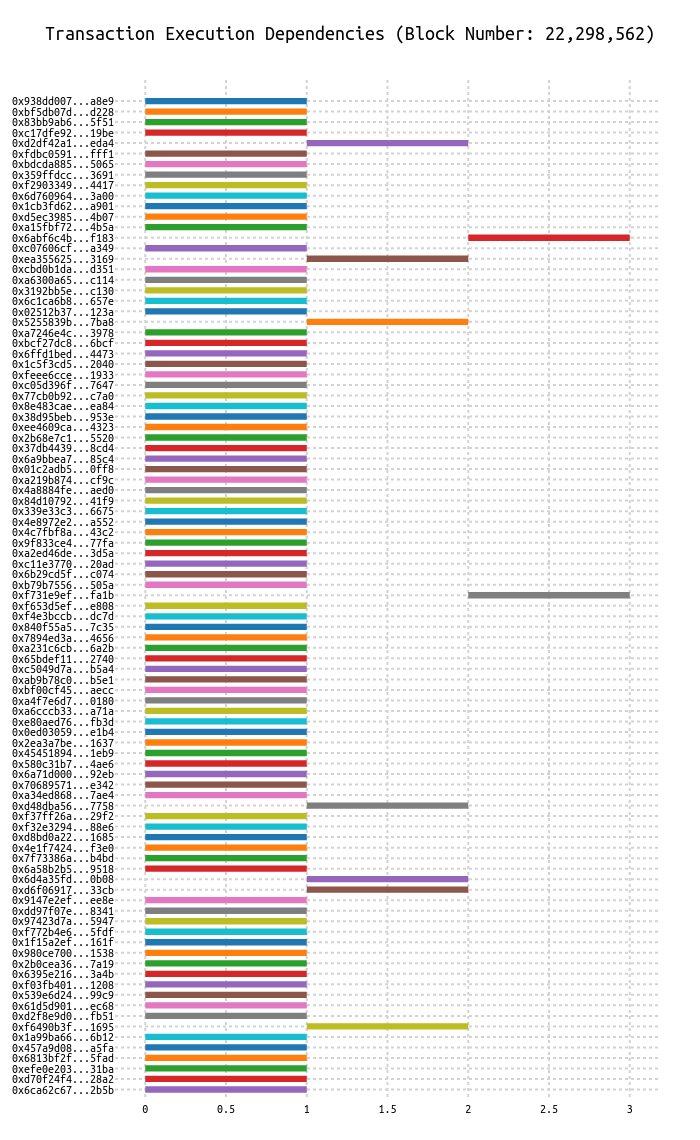 Transaction Execution Dependencies (Block Number: 22,298,562)
0x938dd007...a8e9
0xbf5db07d...d228
0x83bb9ab6...5f51
0xc17dfe92...19be
0xd2df42a1...eda4
0xfdbc0591...fff1
0xbdcda885...5065
0x359ffdcc...3691
0xf2903349...4417
0x6d760964...3a00
0x1cb3fd62...a901
0xd5ec3985...4b07
0xa15fbf72...4b5a
0x6abf6c4b...f183
0xc07606cf...a349
0xea355625...3169
0xcbd0b1da...d351
0xa6300a65...c114
0x3192bb5e...c130
0x6c1ca6b8...657e
0x02512b37...123a
0x5255839b...7ba8
0xa7246e4c...3978
0xbcf27dc8...6bcf
0x6ffd1bed...4473
0x1c5f3cd5...2040
0xfeee6cce...1933
0xc05d396f...7647
0x77cb0b92...c7a0
0x8e483cae...ea84
0x38d95beb...953e
0xee4609ca...4323
0x2b68e7c1...5520
0x37db4439...8cd4
0x6a9bbea7...85c4
0x01c2adb5...0ff8
0xa219b874...cf9c
0x4a8884fe...aed0
0x84d10792...41f9
0x339e33c3...6675
0x4e8972e2...a552
0x4c7fbf8a...43c2
0x9f833ce4...77fa
0xa2ed46de...3d5a
0xc11e3770...20ad
0x6b29cd5f...c074
0xb79b7556...505a
0xf731e9ef...fa1b
0xf653d5ef...e808
0xf4e3bccb...dc7d
0x840f55a5...7c35
0x7894ed3a...4656
0xa231c6cb...6a2b
0x65bdef11...2740
0xc5049d7a...b5a4
0xab9b78c0...b5e1
0xbf00cf45...aecc
0xa4f7e6d7...0180
0xa6cccb33...a71a
0xe80aed76...fb3d
0x0ed03059...e1b4
0x2ea3a7be...1637
0x45451894...1eb9
0x580c31b7...4ae6
0x6a71d000...92eb
0x70689571...e342
0xa34ed868...7ae4
0xd48dba56...7758
0xf37ff26a...29f2
0xf32e3294...88e6
0xd8bd0a22...1685
0x4e1f7424...f3e0
0x7f73386a...b4bd
0x6a58b2b5...9518
0x6d4a35fd...0b08
0xd6f06917...33cb
0x9147e2ef...ee8e
0xdd97f07e...8341
0x97423d7a...5947
0xf772b4e6...5fdf
0x1f15a2ef...161f
0x980ce700...1538
0x2b0cea36...7a19
0x6395e216...3a4b
0xf03fb401...1208
0x539e6d24...99c9
0x61d5d901...ec68
0xd2f8e9d0...fb51
0xf6490b3f...1695
0x1a99ba66...6b12
0x457a9d08...a5fa
0x6813bf2f...5fad
0xefe0e203...31ba
0xd70f24f4...28a2
0x6ca62c67...2b5b
0 0.5 1 1.5 2 2.5 3